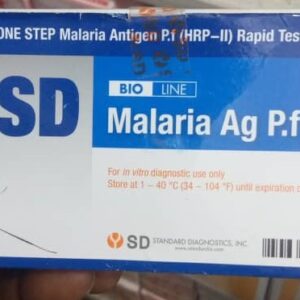 ONE STEP Malaria Antigen P.f (HRP-II) Rapid Tes
SD
BIO LINE
Malaria Ag P.f
For in vitro diagnostic use only
Store at 1 ~ 40 °C (34 ~ 104 °F) until expiration
SD STANDARD DIAGNOSTICS, INC.